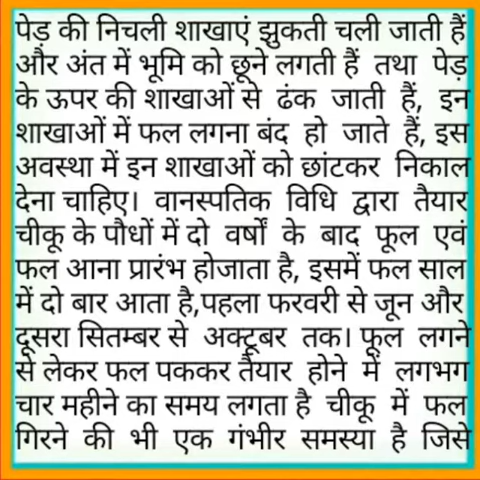 पेड़ की निचली शाखाएं झुकती चली जाती हैं
और अंत में भूमि को छूने लगती हैं तथा पेड़
के ऊपर की शाखाओं से ढंक जाती हैं, इन
शाखाओं में फल लगना बंद हो जाते हैं, इस
अवस्था में इन शाखाओं को छांटकर निकाल
देना चाहिए। वानस्पतिक विधि द्वारा तैयार
चीकू के पौधों में दो वर्षों के बाद फूल एवं
फल आना प्रारंभ होजाता है, इसमें फल साल
में दो बार आता है,पहला फरवरी से जून और
दूसरा सितम्बर से अक्टूबर तक। फूल लगने
से लेकर फल पककर तैयार होने में लगभग
चार महीने का समय लगता है चीकू में फल
गिरने की भी एक गंभीर समस्या है जिसे